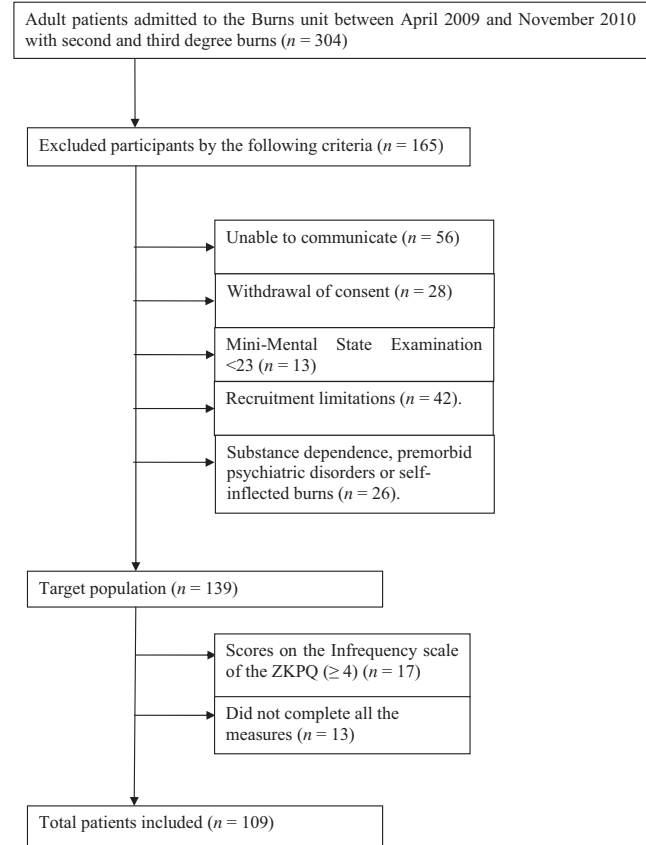 Adult patients admitted to the Burns unit between April 2009 and November 2010
with second and third degree burns (n = 304)
Excluded participants by the following criteria (n = 165)
Unable to communicate (n = 56)
Withdrawal of consent (n = 28)
Mini-Mental State Examination
<23 (n = 13)
Recruitment limitations (n = 42).
Substance dependence, premorbid
psychiatric disorders or self-
inflected burns (n = 26).
Target population (n = 139)
Scores on the Infrequency scale
of the ZKPQ (≥ 4) (n = 17)
Did not complete all the
measures (n = 13)
Total patients included (n = 109)